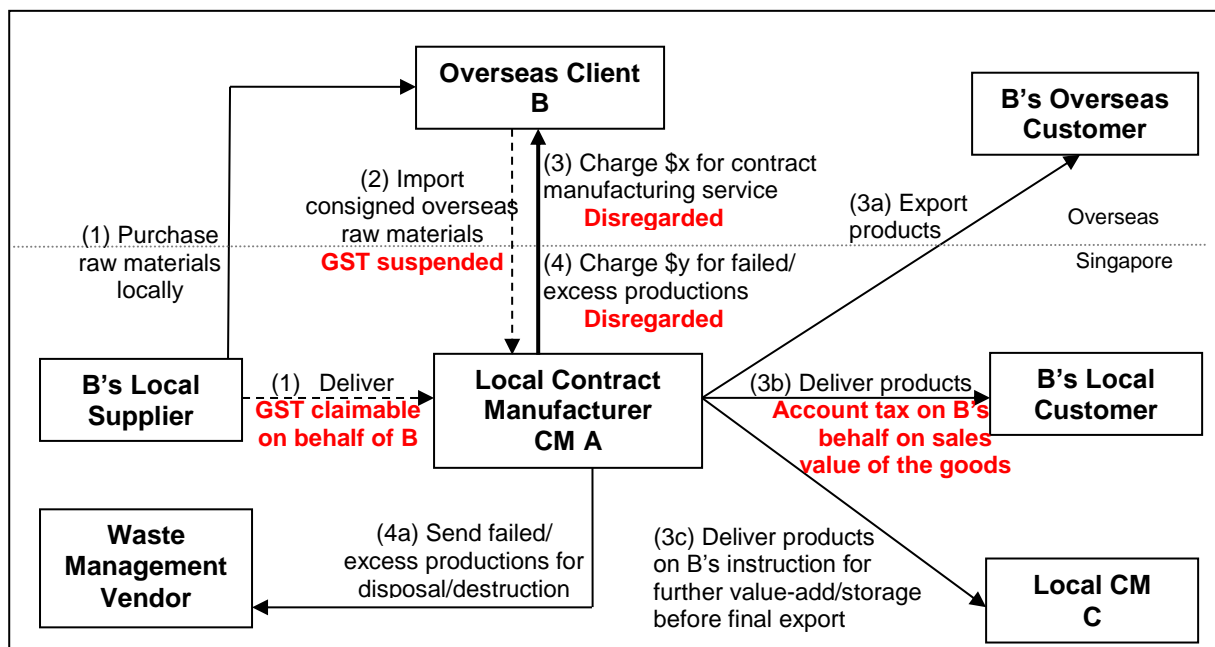 Overseas Client
B
B's Overseas
Customer
(2) Import
consigned overseas
raw materials
GST suspended
(3) Charge $x for contract
manufacturing service
Disregarded
(3a) Export
products
Overseas
Singapore
(1) Purchase
raw materials
locally
(4) Charge $y for failed/
excess productions
Disregarded
B's Local
Supplier
(1) Deliver
GST claimable
on behalf of B
Local Contract
Manufacturer
CM A
(3b) Deliver products
Account tax on B's
behalf on sales
value of the goods
B's Local
Customer
Waste
Management
Vendor
(4a) Send failed/
excess productions for
disposal/destruction
(3c) Deliver products
on B's instruction for
further value-add/storage
before final export
Local CM
C